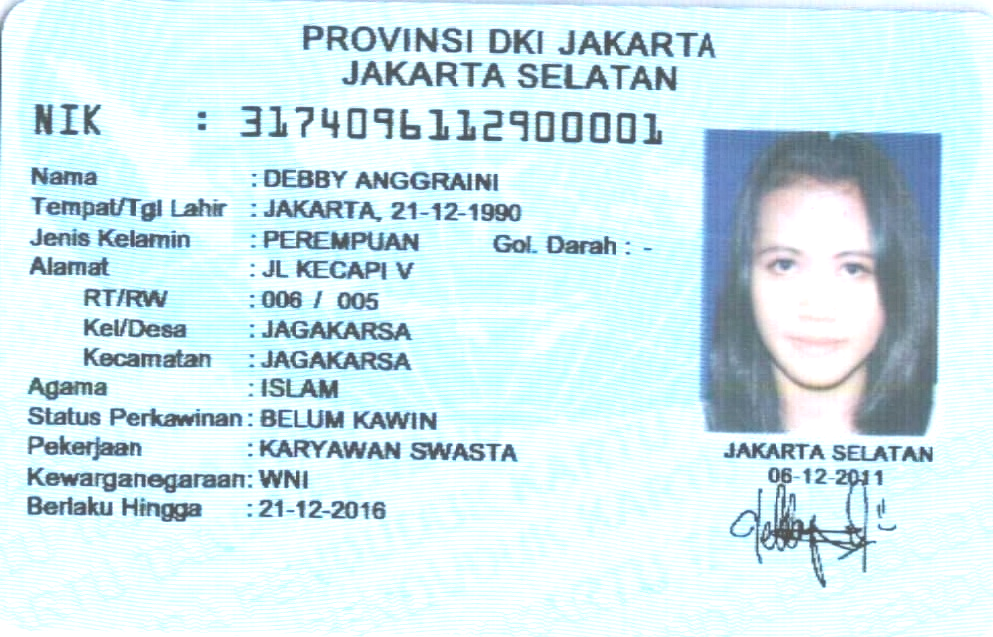 PROVINSI DKI JAKARTA
JAKARTA SELATAN
NIK : 3174096112900001
Nama : DEBBY ANGGRAINI
Tempat/Tgl Lahir : JAKARTA, 21-12-1990
Jenis Kelamin : PEREMPUAN Gol. Darah : -
Alamat : JL KECAPI V
RT/RW : 006 / 005
Kel/Desa : JAGAKARSA
Kecamatan : JAGAKARSA
Agama : ISLAM
Status Perkawinan : BELUM KAWIN
Pekerjaan : KARYAWAN SWASTA
Kewarganegaraan : WNI
Berlaku Hingga : 21-12-2016
JAKARTA SELATAN
06-12-2011